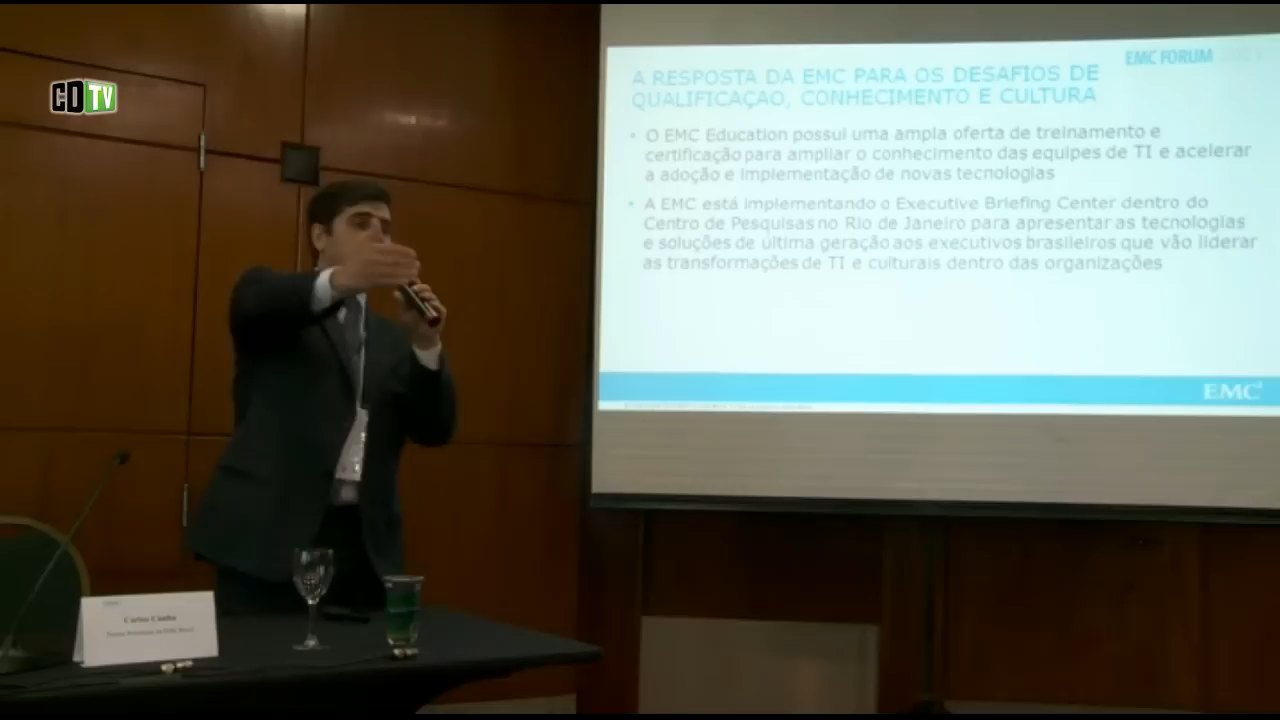 CDTV
EMC FORUM
A RESPOSTA DA EMC PARA OS DESAFIOS DE
QUALIFICAÇAO, CONHECIMENTO E CULTURA
• O EMC Education possui uma ampla oferta de treinamento e
certificação para ampliar o conhecimento das equipes de TI e acelerar
a adoção e implementação de novas tecnologias
• A EMC está implementando o Executive Briefing Center dentro do
Centro de Pesquisas no Rio de Janeiro para apresentar as tecnologias
e soluções de última geração aos executivos brasileiros que vão liderar
as transformações de TI e culturais dentro das organizações
EMC²
Carlos Cunha